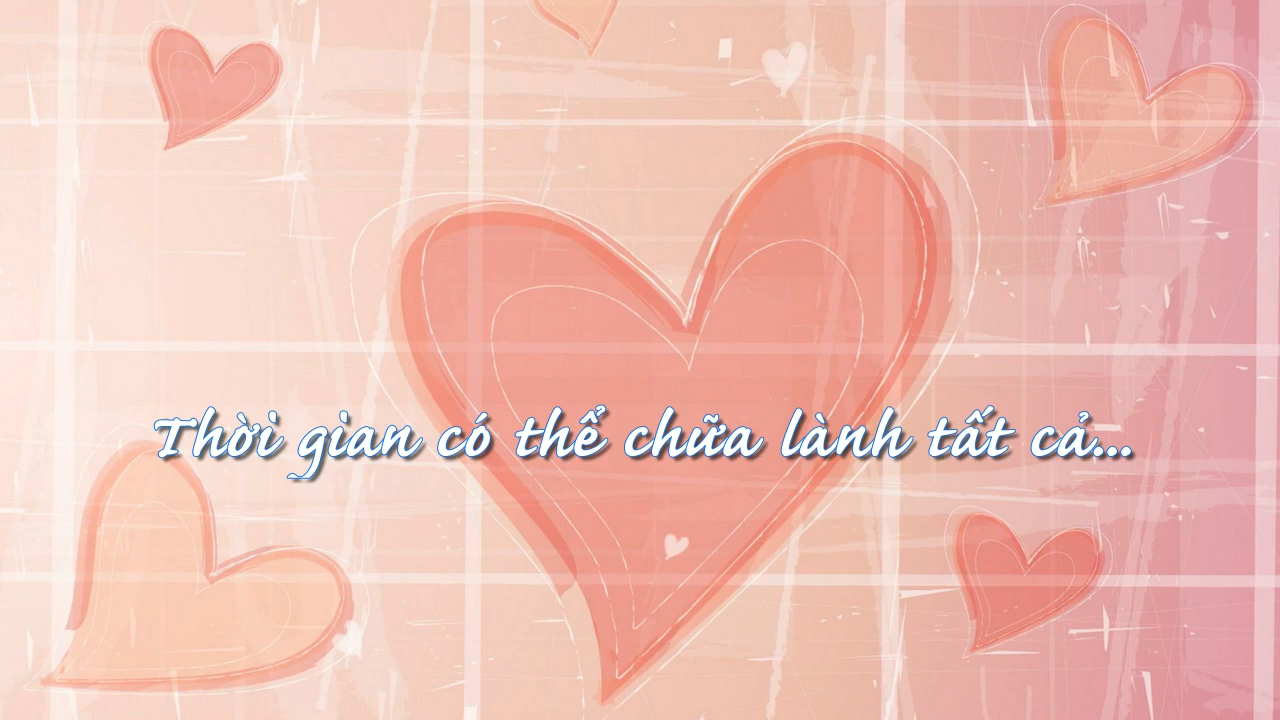 Thời gian có thể chữa lành tất cả...